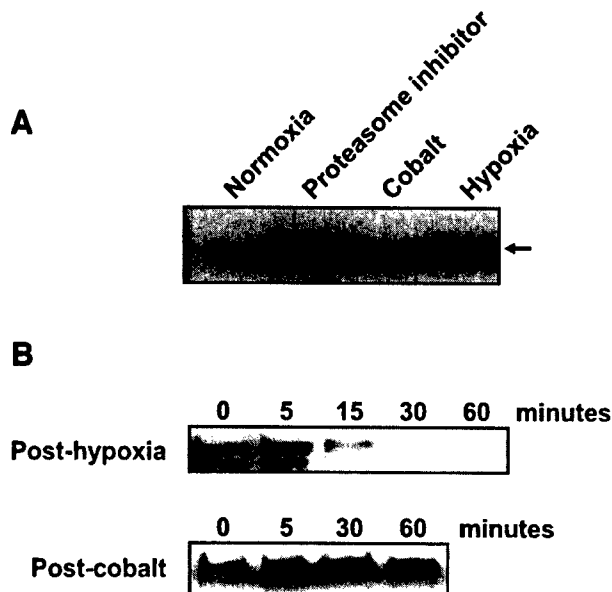 A
Normoxia
Proteasome inhibitor
Cobalt
Hypoxia
B
0 5 15 30 60 minutes
Post-hypoxia
0 5 30 60 minutes
Post-cobalt